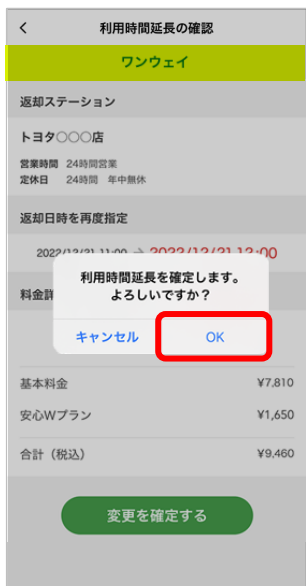 利用時間延長の確認
ワンウェイ
返却ステーション
トヨタ○○○店
営業時間 24時間営業
定休日 24時間 年中無休
返却日時を再度指定
2022/12/21 11:00 → 2022/12/21 12:00
利用時間延長を確定します。
よろしいですか？
料金詳
キャンセル OK
基本料金 ¥7,810
安心Wプラン ¥1,650
合計（税込） ¥9,460
変更を確定する